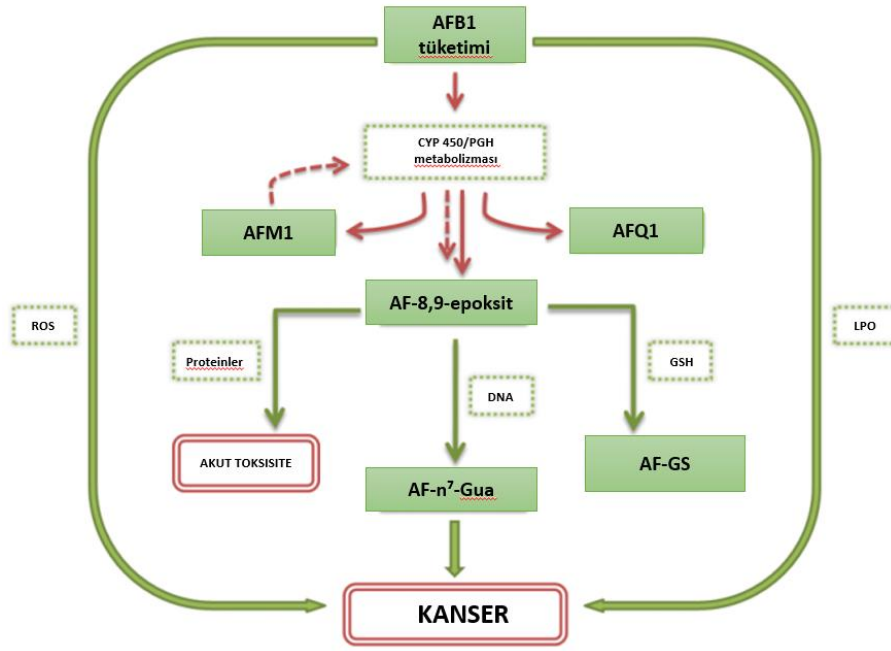 AFB1
tüketimi
CYP 450/PGH
metabolizması
AFM1
AFQ1
AF-8,9-epoksit
ROS
LPO
Proteinler
GSH
DNA
AKUT TOKSISITE
AF-GS
AF-n⁷-Gua
KANSER